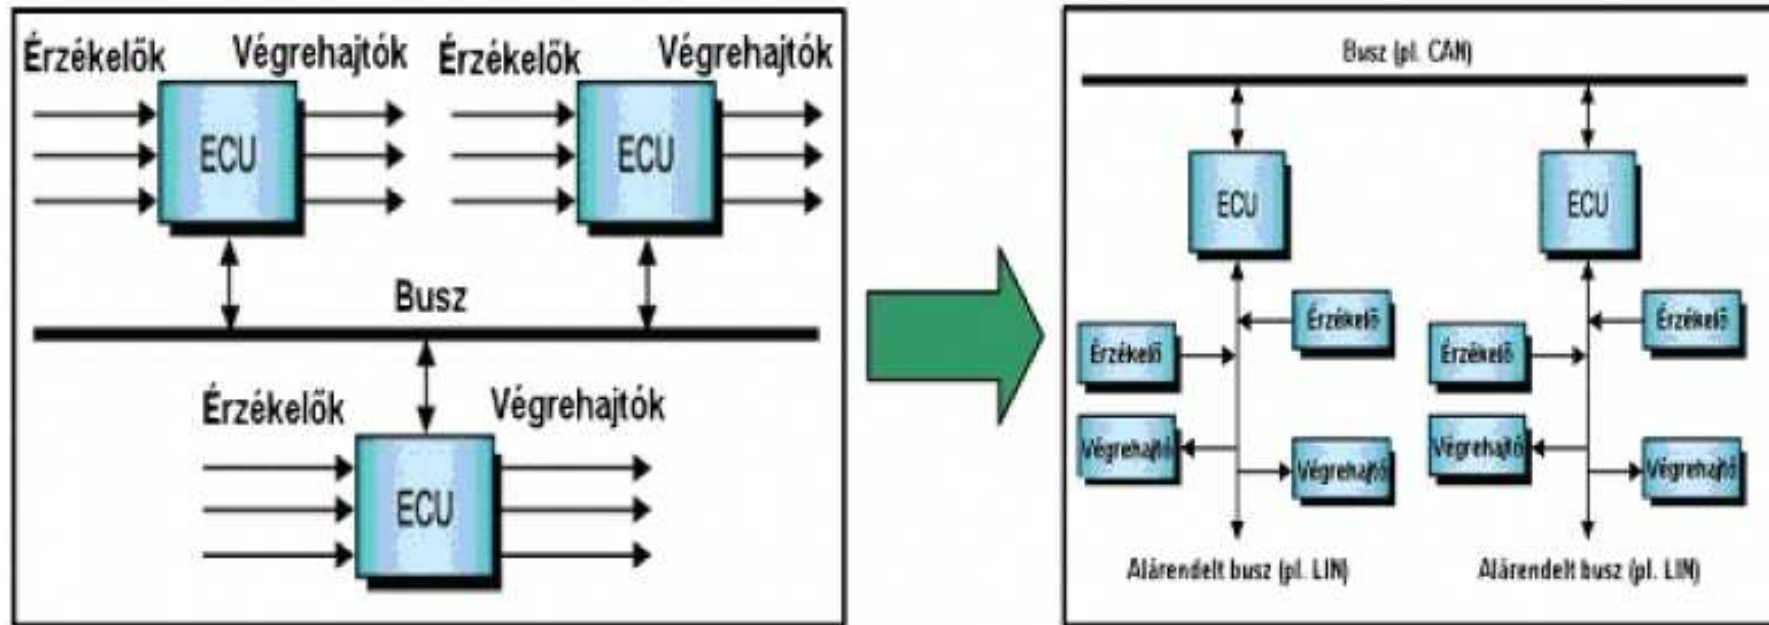 Érzékelők Végrehajtók
ECU
Érzékelők Végrehajtók
ECU
Busz
Érzékelők Végrehajtók
ECU
Busz (pl. CAN)
ECU
ECU
Érzékelő
Érzékelő
Végrehajtó
Végrehajtó
Alárendelt busz (pl. LIN)
Érzékelő
Érzékelő
Végrehajtó
Végrehajtó
Alárendelt busz (pl. LIN)